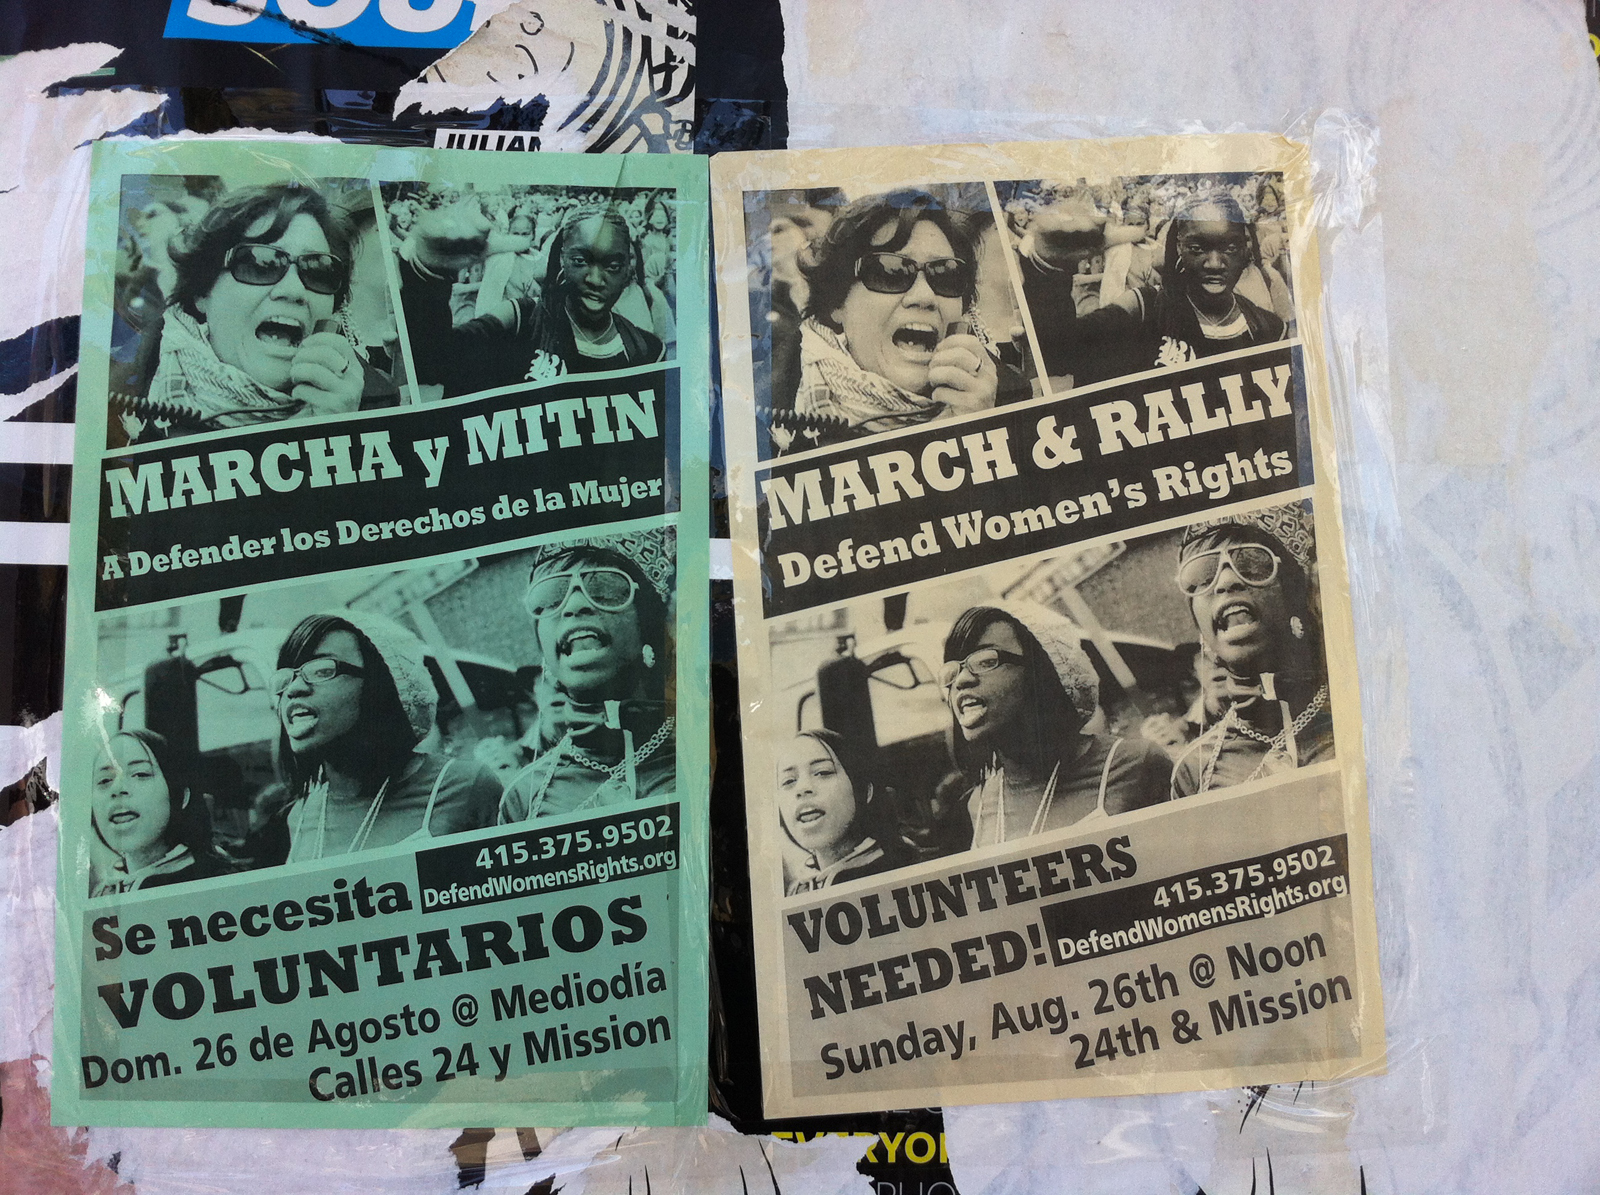 JULIAN
MARCHA y MITIN
A Defender los Derechos de la Mujer
415.375.9502
DefendWomensRights.org
Se necesita
VOLUNTARIOS
Dom. 26 de Agosto @ Mediodía
Calles 24 y Mission
MARCH & RALLY
Defend Women's Rights
VOLUNTEERS
NEEDED!
415.375.9502
DefendWomensRights.org
Sunday, Aug. 26th @ Noon
24th & Mission